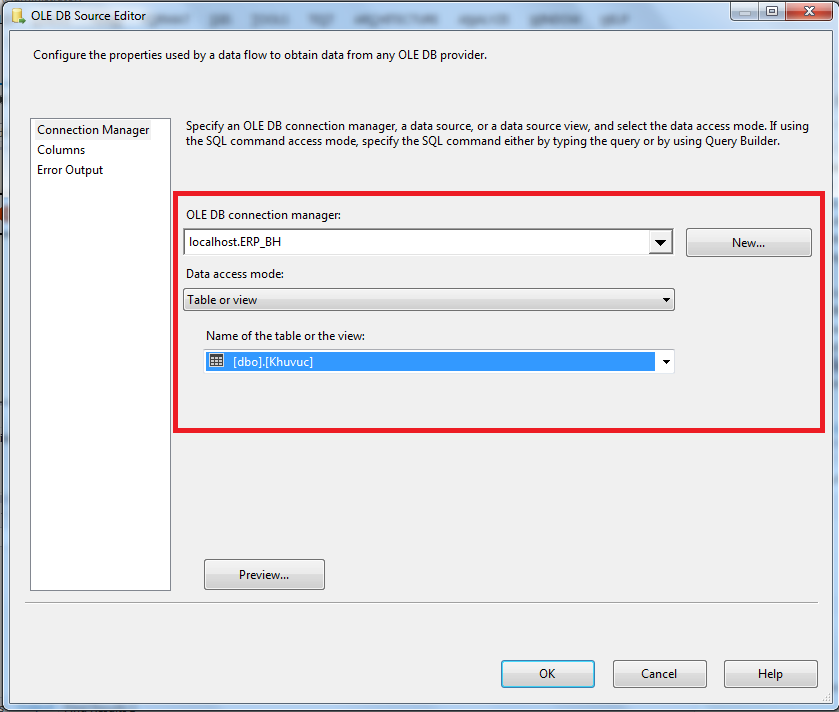 OLE DB Source Editor
Configure the properties used by a data flow to obtain data from any OLE DB provider.
Connection Manager
Columns
Error Output
Specify an OLE DB connection manager, a data source, or a data source view, and select the data access mode. If using
the SQL command access mode, specify the SQL command either by typing the query or by using Query Builder.
OLE DB connection manager:
localhost.ERP_BH
New...
Data access mode:
Table or view
Name of the table or the view:
[dbo].[Khuvuc]
Preview...
OK
Cancel
Help